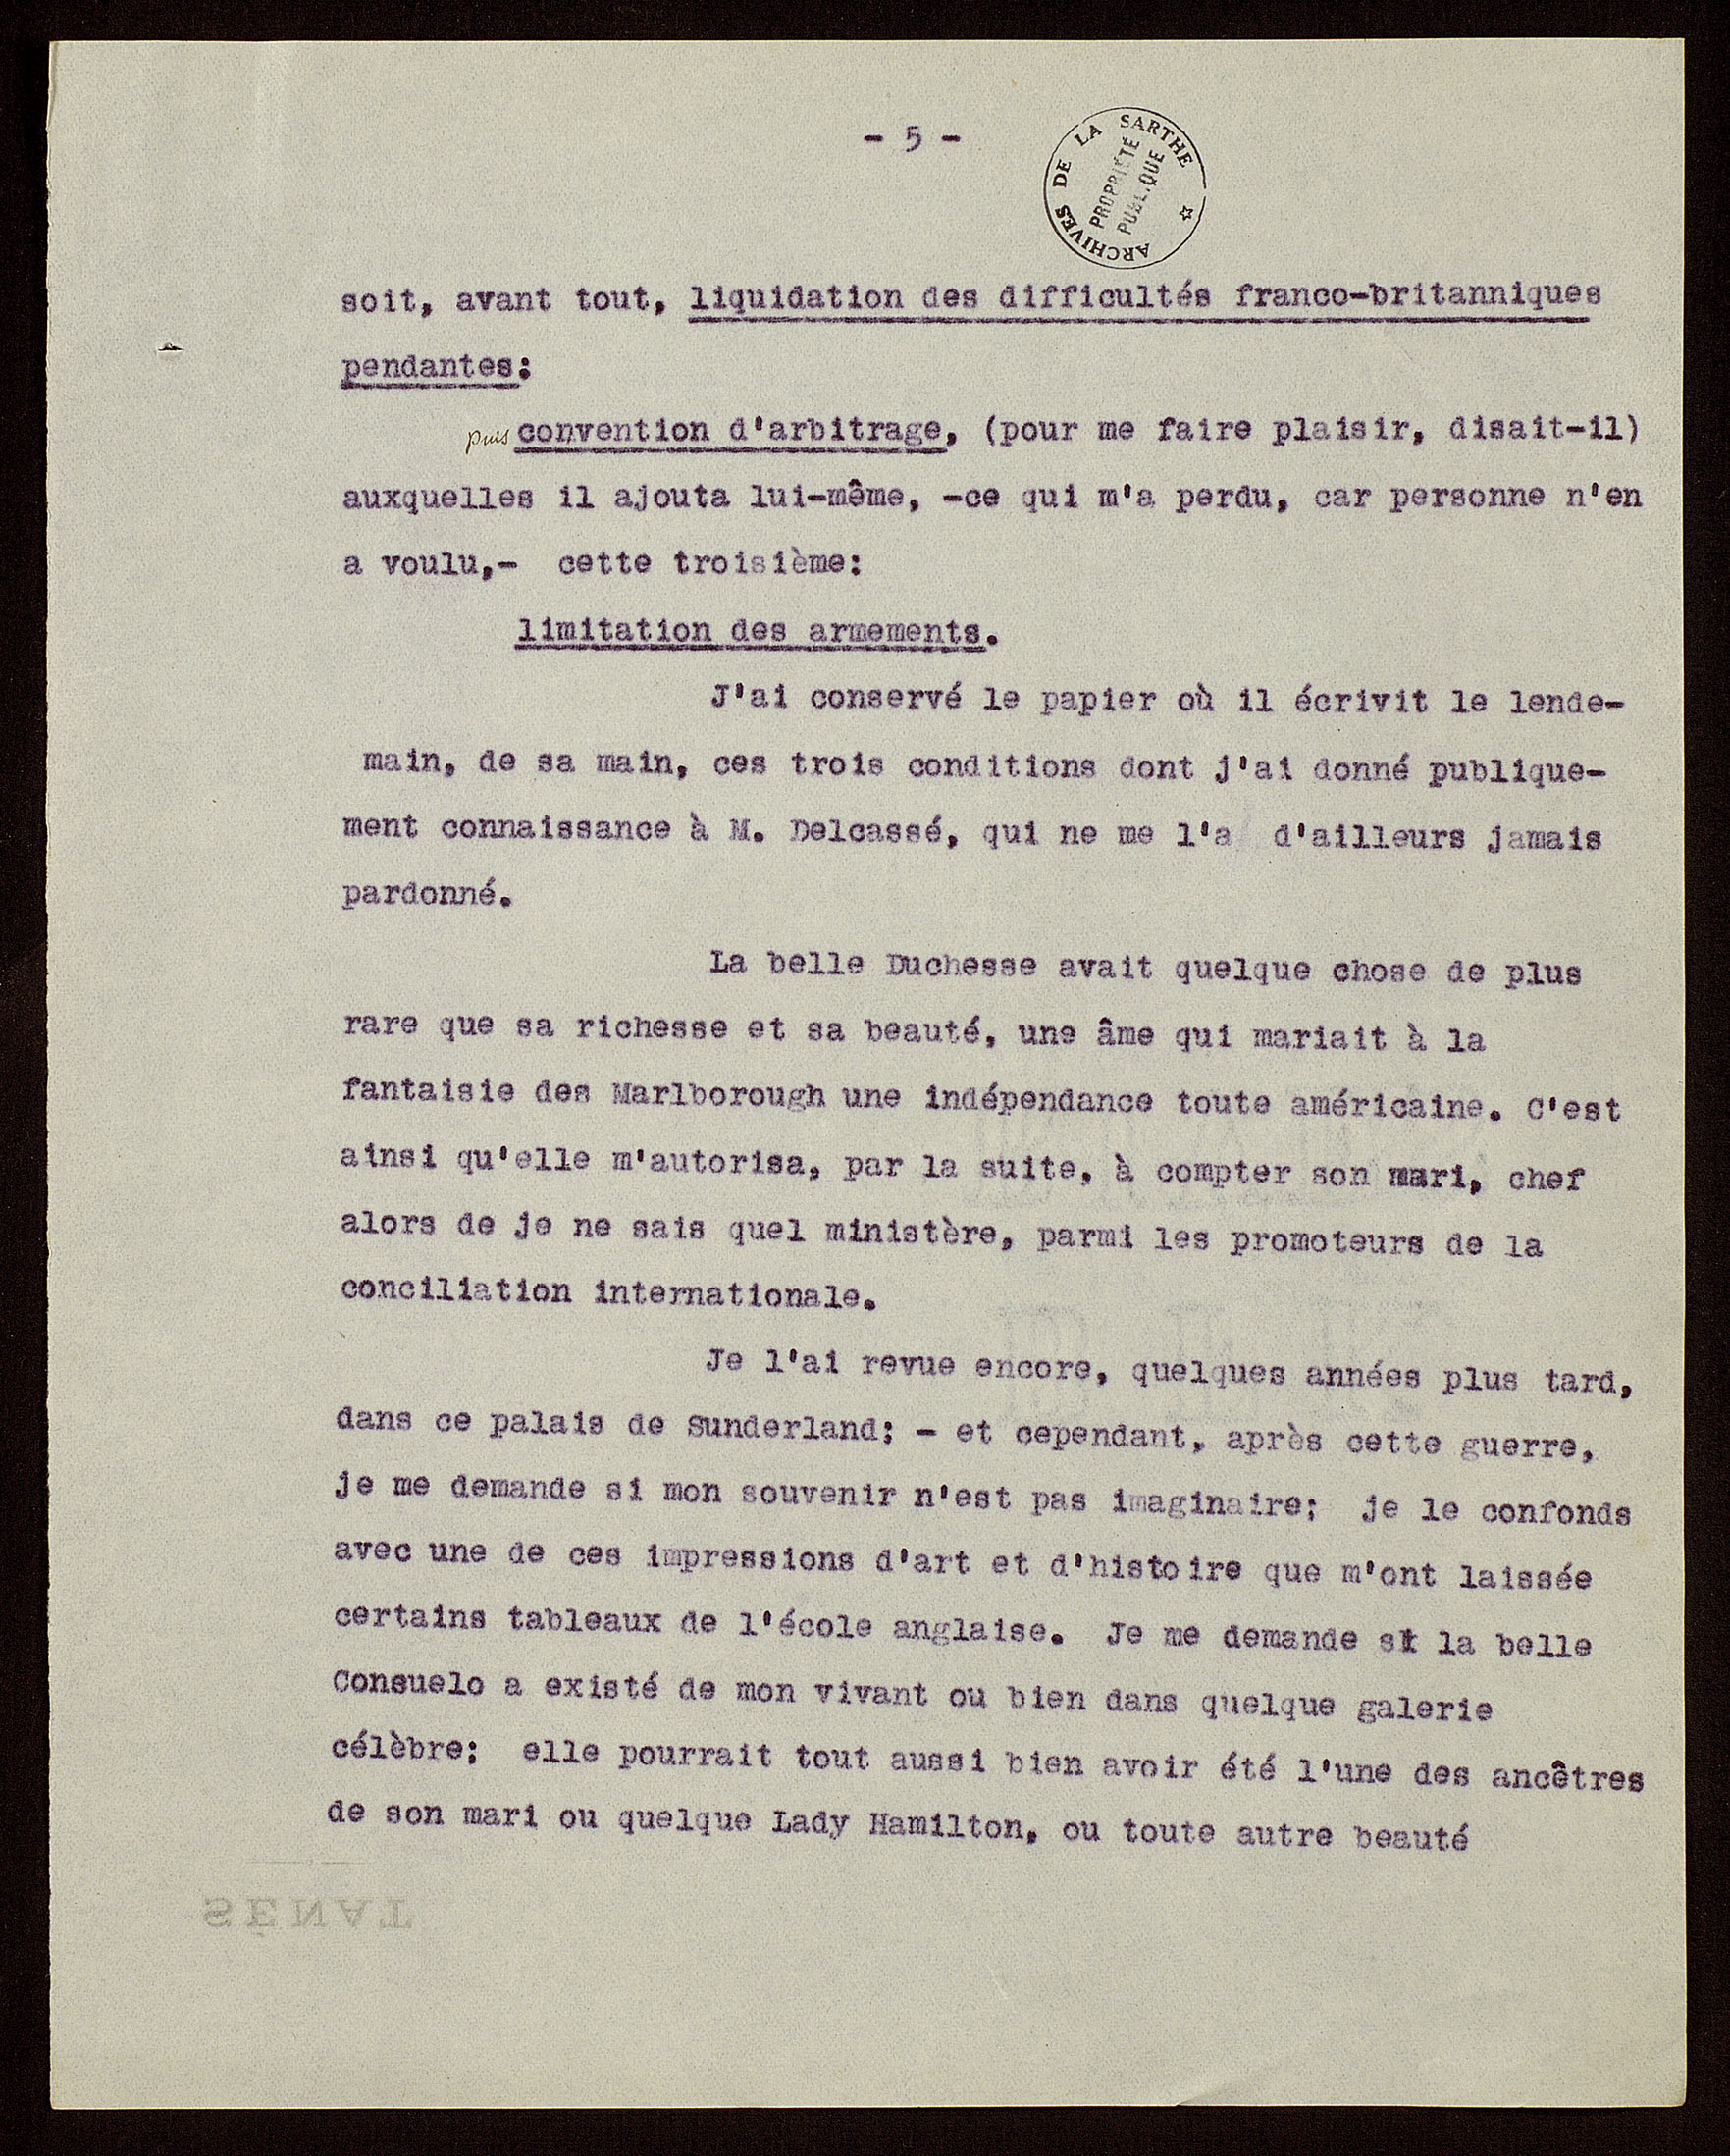 - 5 -
ARCHIVES DE LA SARTHE
PROPRIÉTÉ
PUBLIQUE
soit, avant tout, liquidation des difficultés franco-britanniques
pendantes:
puis convention d'arbitrage, (pour me faire plaisir, disait-il)
auxquelles il ajouta lui-même, -ce qui m'a perdu, car personne n'en
a voulu,- cette troisième:
limitation des armements.
J'ai conservé le papier où il écrivit le lende-
main, de sa main, ces trois conditions dont j'ai donné publique-
ment connaissance à M. Delcassé, qui ne me l'a d'ailleurs jamais
pardonné.
La belle Duchesse avait quelque chose de plus
rare que sa richesse et sa beauté, une âme qui mariait à la
fantaisie des Marlborough une indépendance toute américaine. C'est
ainsi qu'elle m'autorisa, par la suite, à compter son mari, chef
alors de je ne sais quel ministère, parmi les promoteurs de la
conciliation internationale.
Je l'ai revue encore, quelques années plus tard,
dans ce palais de Sunderland; - et cependant, après cette guerre,
je me demande si mon souvenir n'est pas imaginaire; je le confonds
avec une de ces impressions d'art et d'histoire que m'ont laissée
certains tableaux de l'école anglaise. Je me demande si la belle
Consuelo a existé de mon vivant ou bien dans quelque galerie
célèbre; elle pourrait tout aussi bien avoir été l'une des ancêtres
de son mari ou quelque Lady Hamilton, ou toute autre beauté
SÉNAT